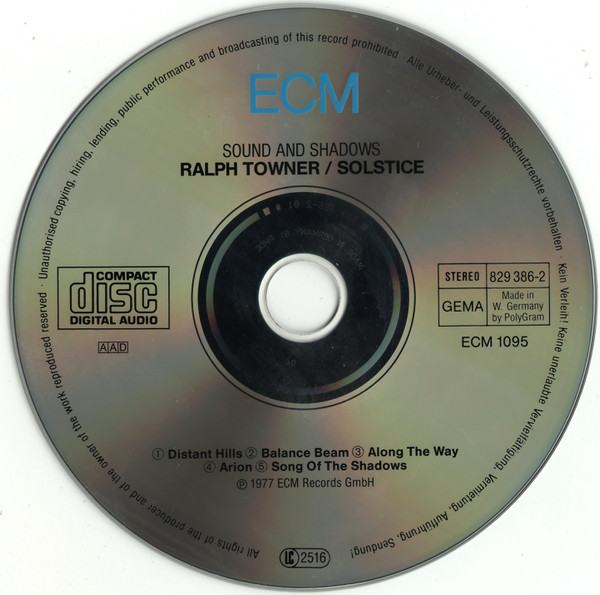 ECM
SOUND AND SHADOWS
RALPH TOWNER / SOLSTICE
COMPACT
disc
DIGITAL AUDIO
AAD
STEREO 829 386-2
GEMA Made in
W. Germany
by PolyGram
ECM 1095
① Distant Hills ② Balance Beam ③ Along The Way
④ Arion ⑤ Song Of The Shadows
℗ 1977 ECM Records GmbH
LC 2516
All rights of the producer and of the owner of the work reproduced reserved · Unauthorised copying, hiring, lending, public performance and broadcasting of this record prohibited · Alle Urheber- und Leistungsschutzrechte vorbehalten · Kein Verleih! Keine unerlaubte Vervielfältigung, Vermietung, Aufführung, Sendung!